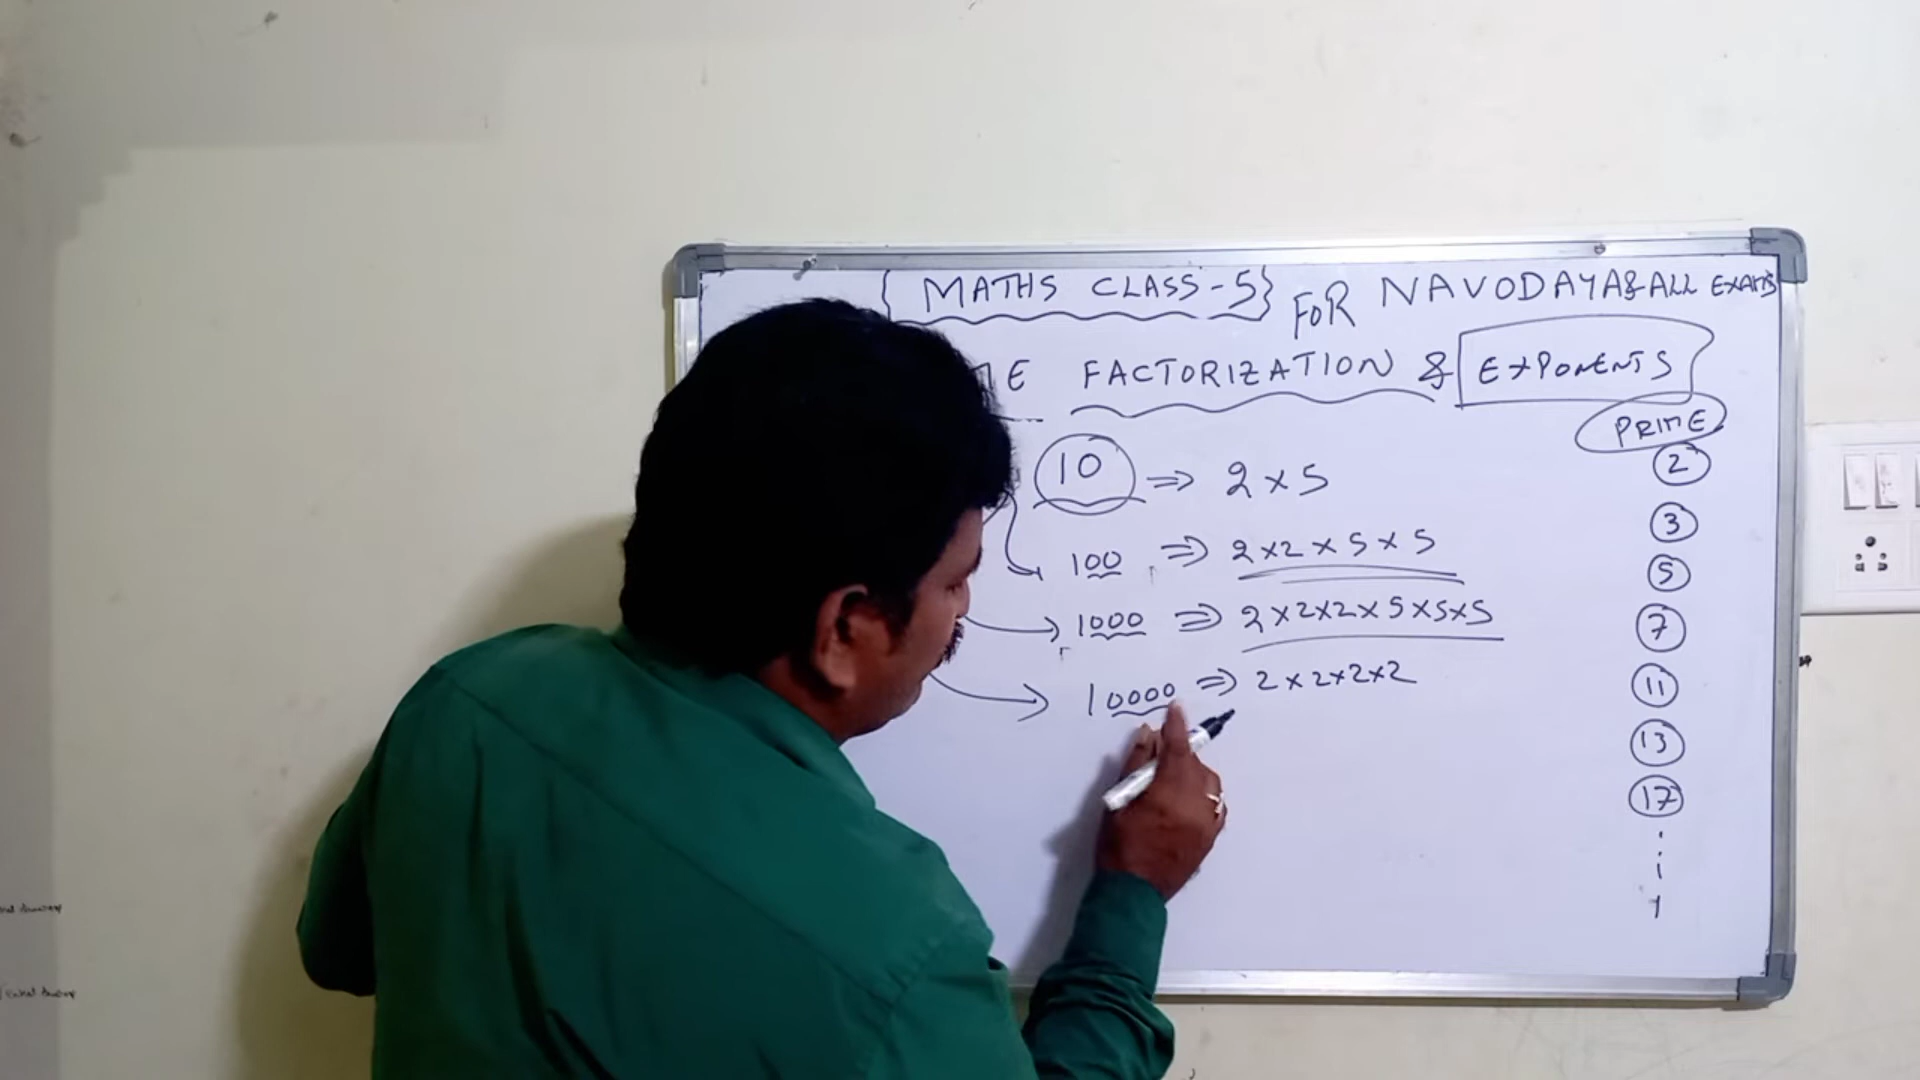 { MATHS CLASS-5} FOR NAVODAYA & ALL EXAMS
FACTORIZATION & EXPONENTS
PRIME
10 ⇒ 2 × 5
100 ⇒ 2 × 2 × 5 × 5
1000 ⇒ 2 × 2 × 2 × 5 × 5 × 5
10000 ⇒ 2 × 2 × 2 × 2
2
3
5
7
11
13
17